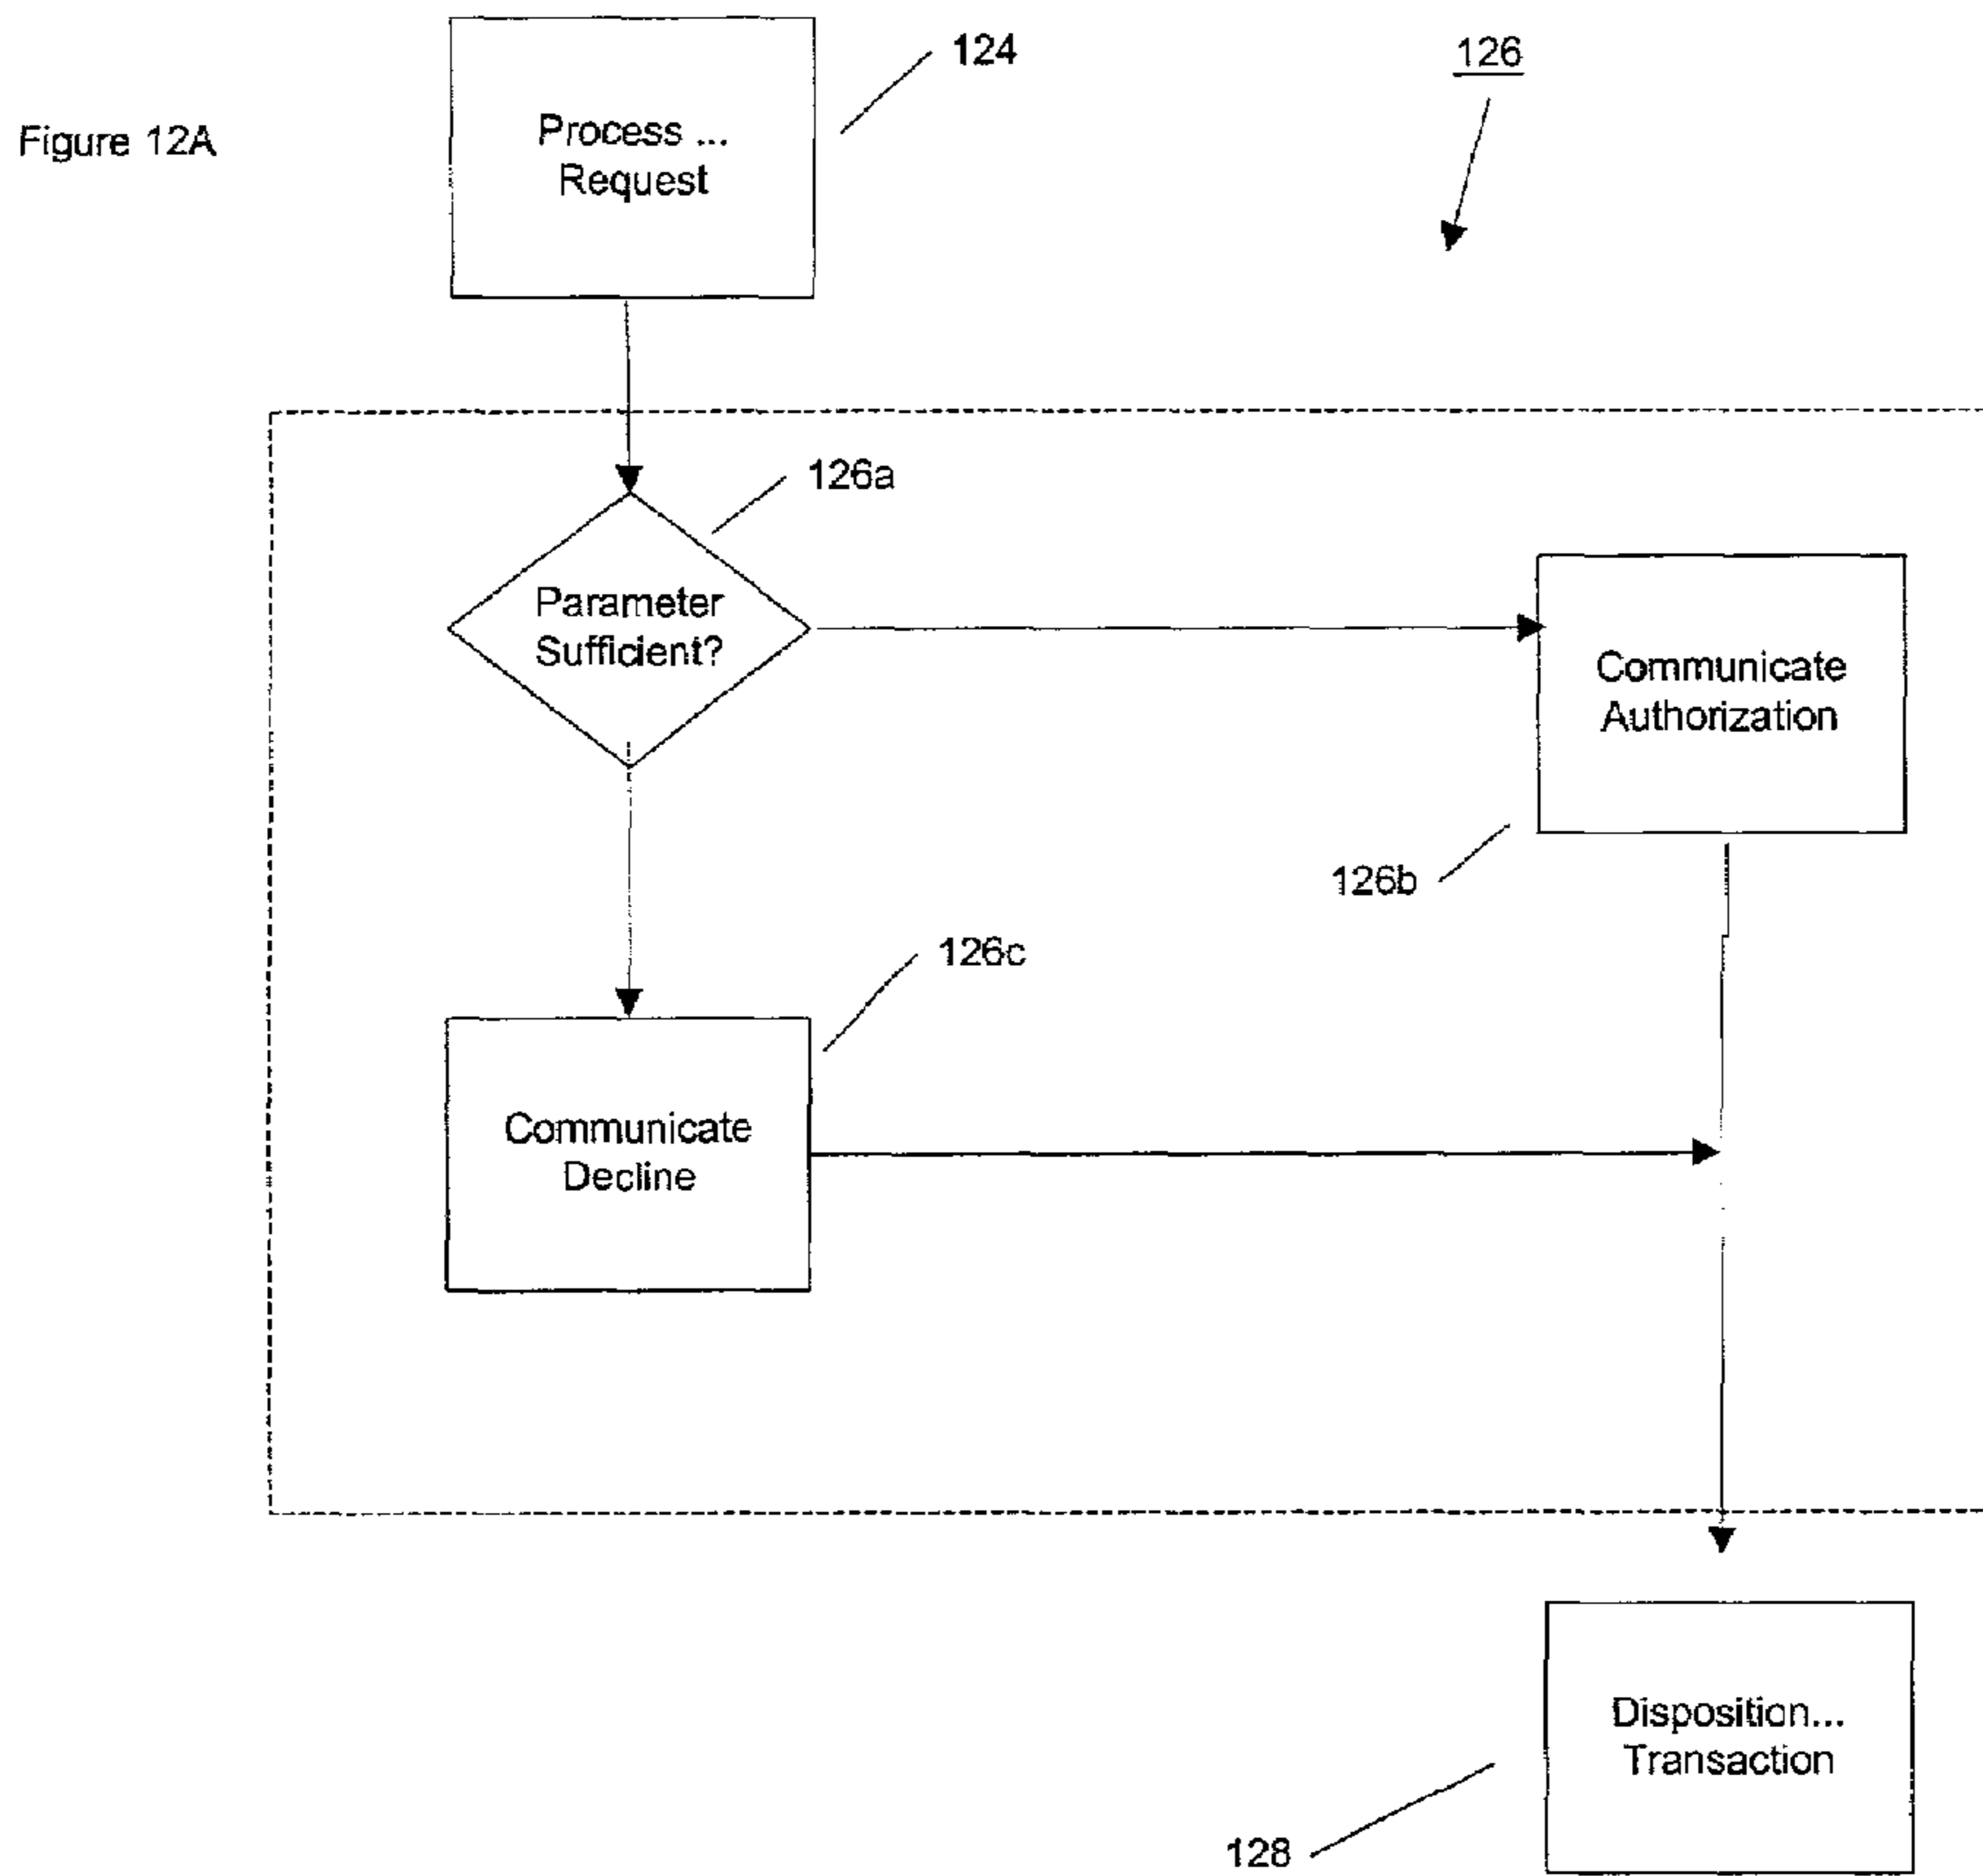 124
126
Figure 12A
Process ...
Request
126a
Parameter
Sufficient?
Communicate
Authorization
126b
126c
Communicate
Decline
Disposition...
Transaction
128